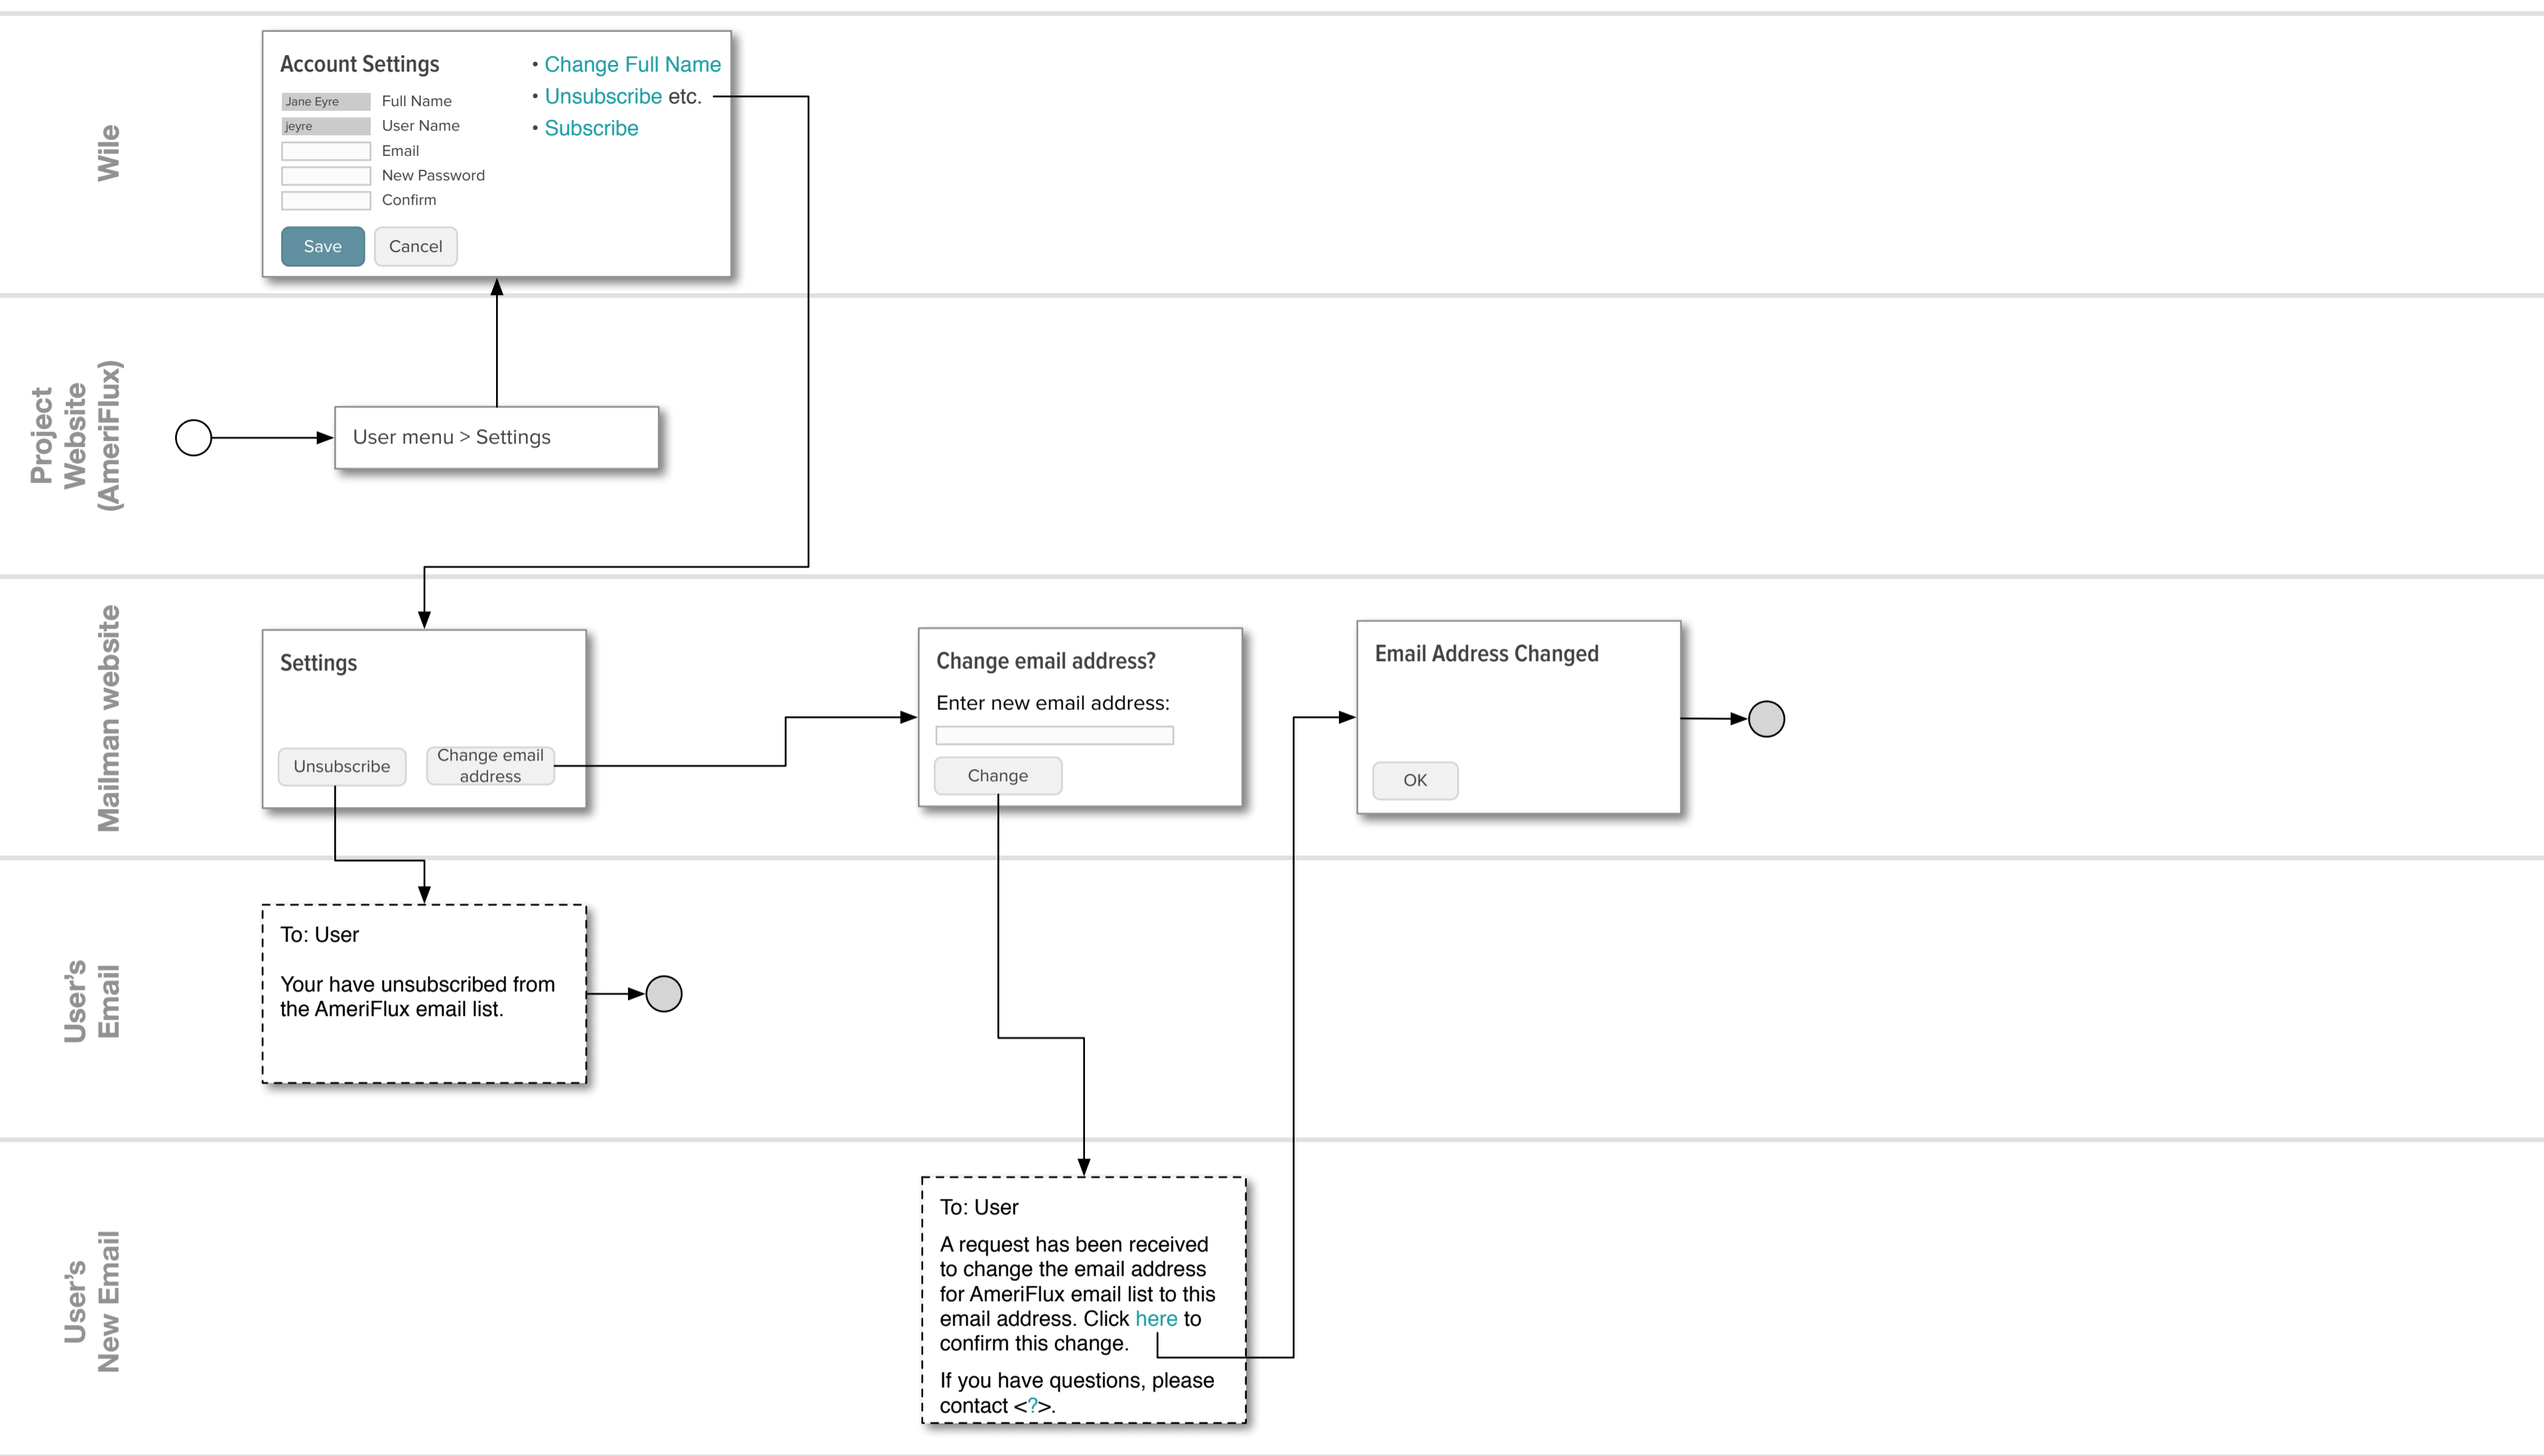 Wile
Account Settings
Jane Eyre Full Name
jeyre User Name
Email
New Password
Confirm
Save Cancel
• Change Full Name
• Unsubscribe etc.
• Subscribe
Project
Website
(AmeriFlux)
User menu > Settings
Mailman website
Settings
Unsubscribe
Change email
address
Change email address?
Enter new email address:
Change
Email Address Changed
OK
User's
Email
To: User
Your have unsubscribed from
the AmeriFlux email list.
User's
New Email
To: User
A request has been received
to change the email address
for AmeriFlux email list to this
email address. Click here to
confirm this change.
If you have questions, please
contact <?>.